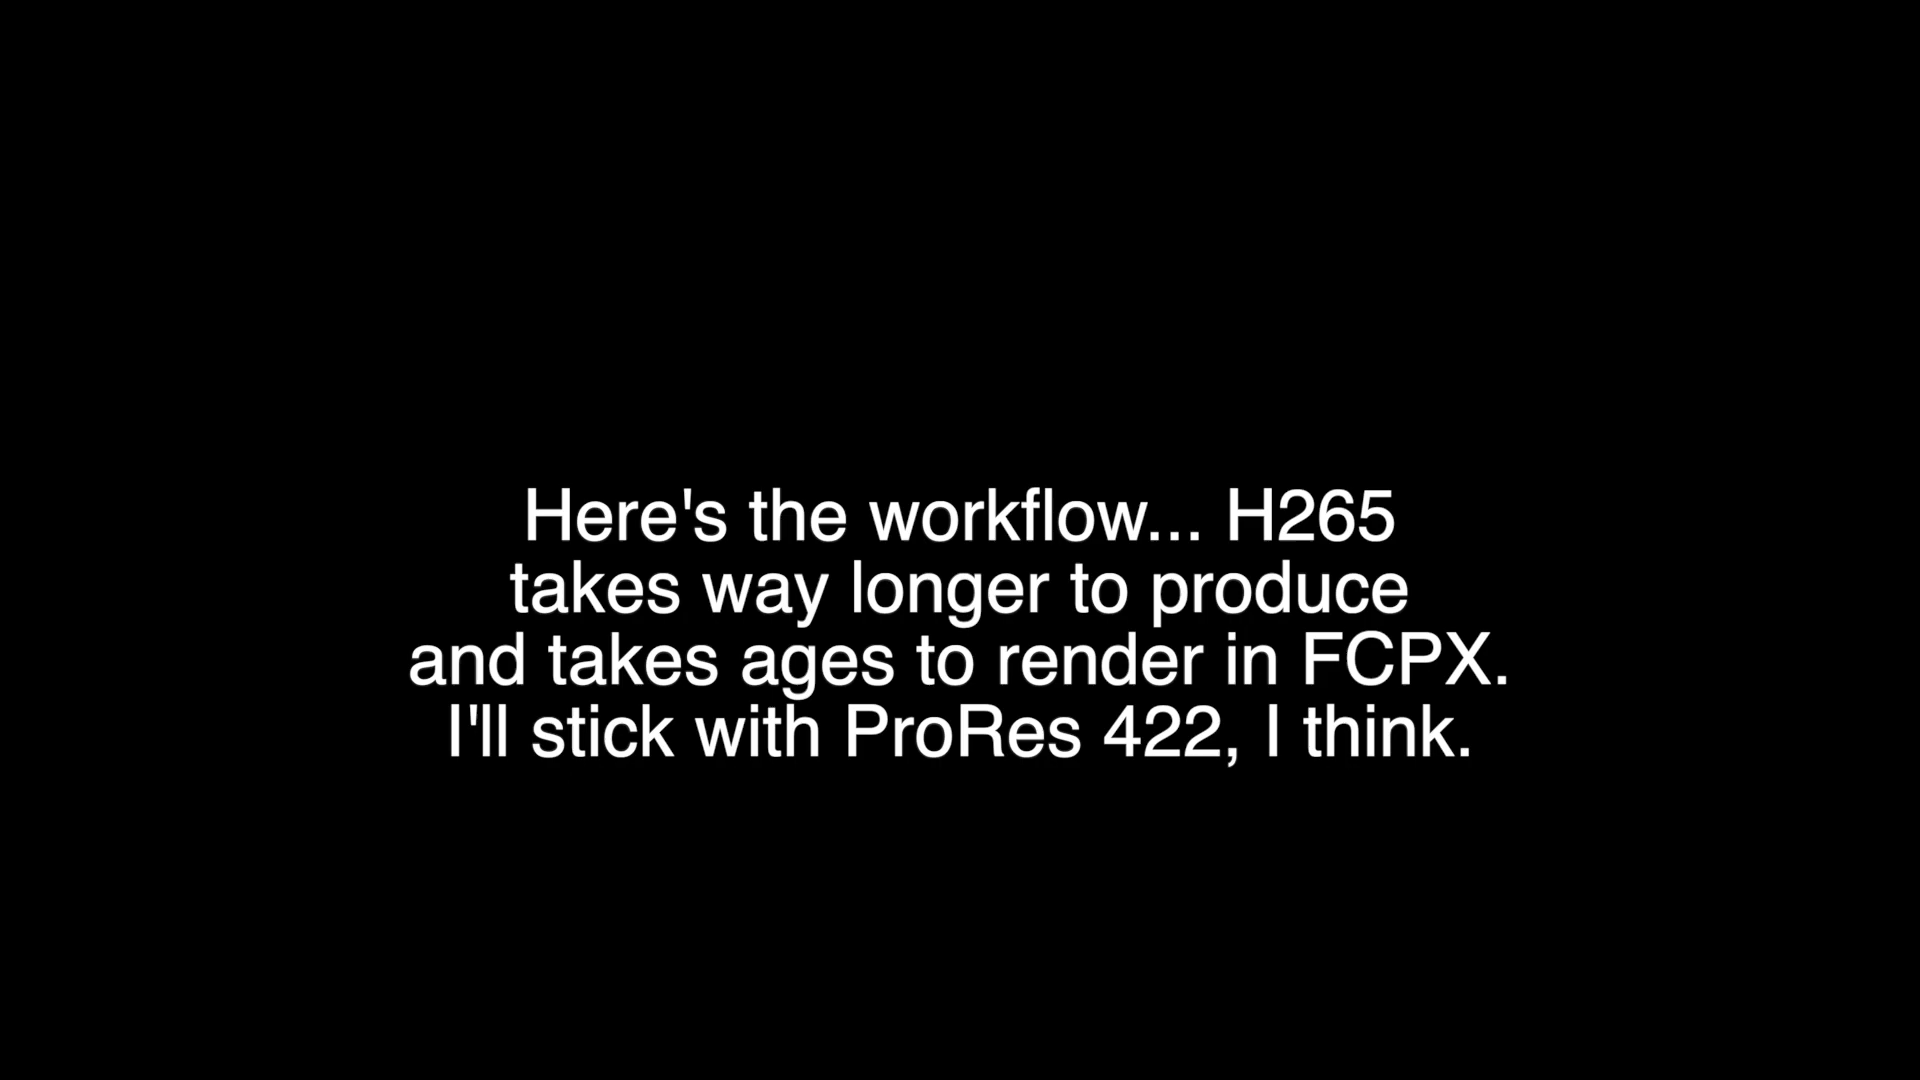 Here's the workflow... H265
takes way longer to produce
and takes ages to render in FCPX.
I'll stick with ProRes 422, I think.